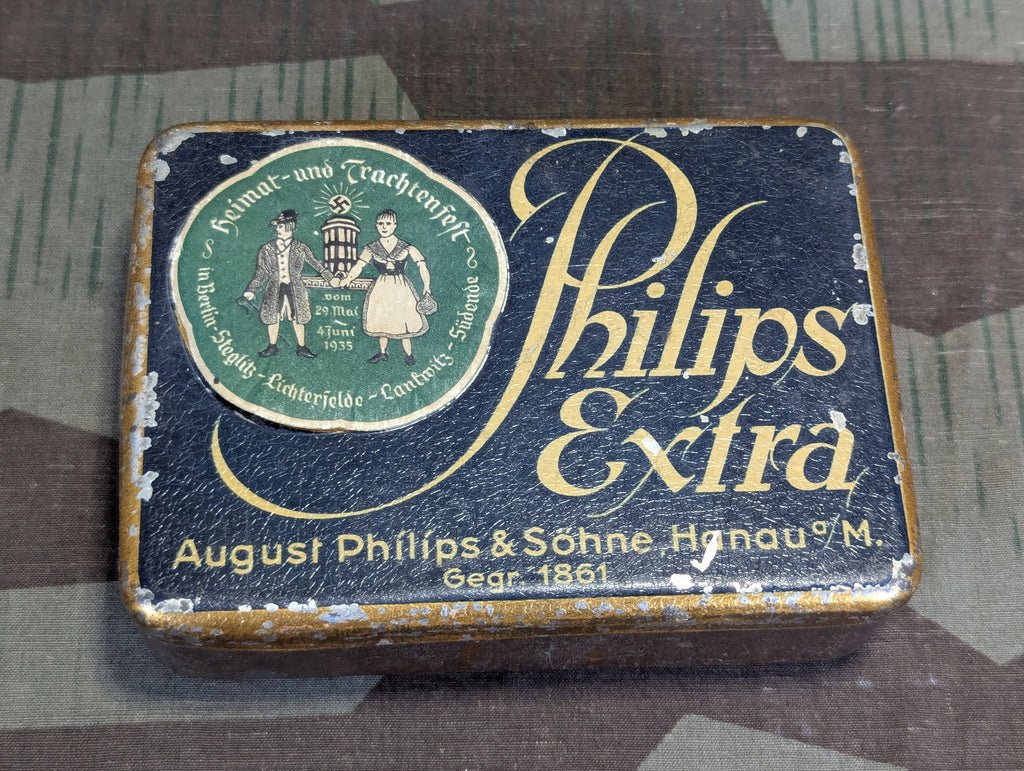 Heimat- und Trachtenfest
vom
29 Mai
~
4 Juni
1935
in Berlin-Steglitz-Lichterfelde-Lankwitz-Südende
Philips
Extra
August Philips & Söhne, Hanau a/M.
Gegr. 1861